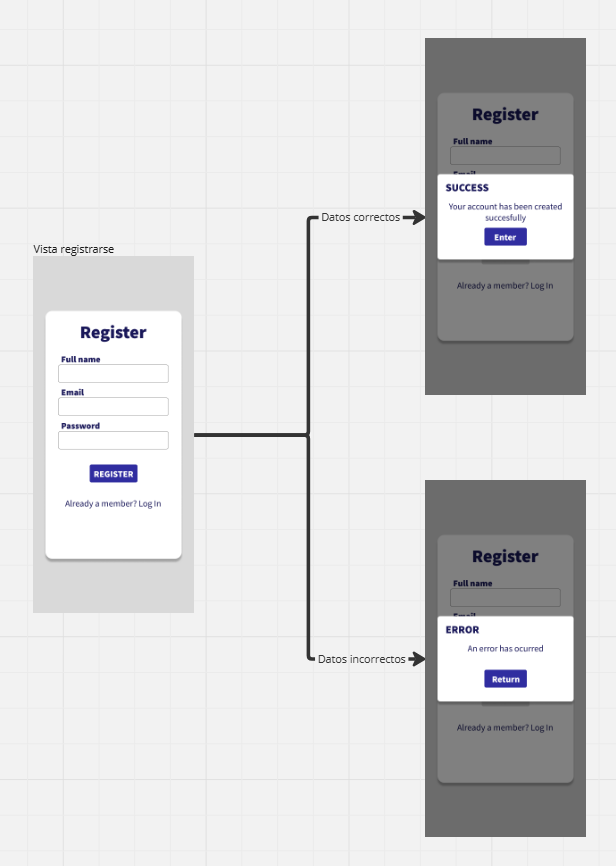 Vista registrarse
Register
Full name
Email
Password
REGISTER
Already a member? Log In
Datos correctos
Register
Full name
Email
SUCCESS
Your account has been created
succesfully
Enter
Already a member? Log In
Datos incorrectos
Register
Full name
Email
ERROR
An error has ocurred
Return
Already a member? Log In